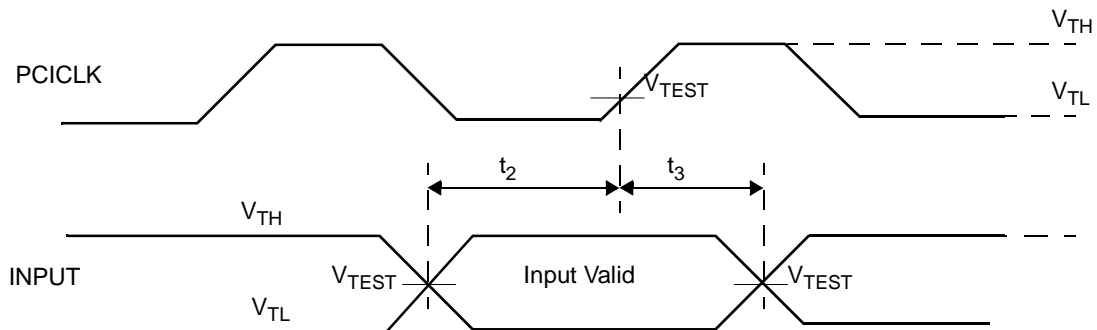 V_TH
PCICLK
V_TEST
V_TL
t_2
t_3
V_TH
INPUT
V_TEST
Input Valid
V_TEST
V_TL